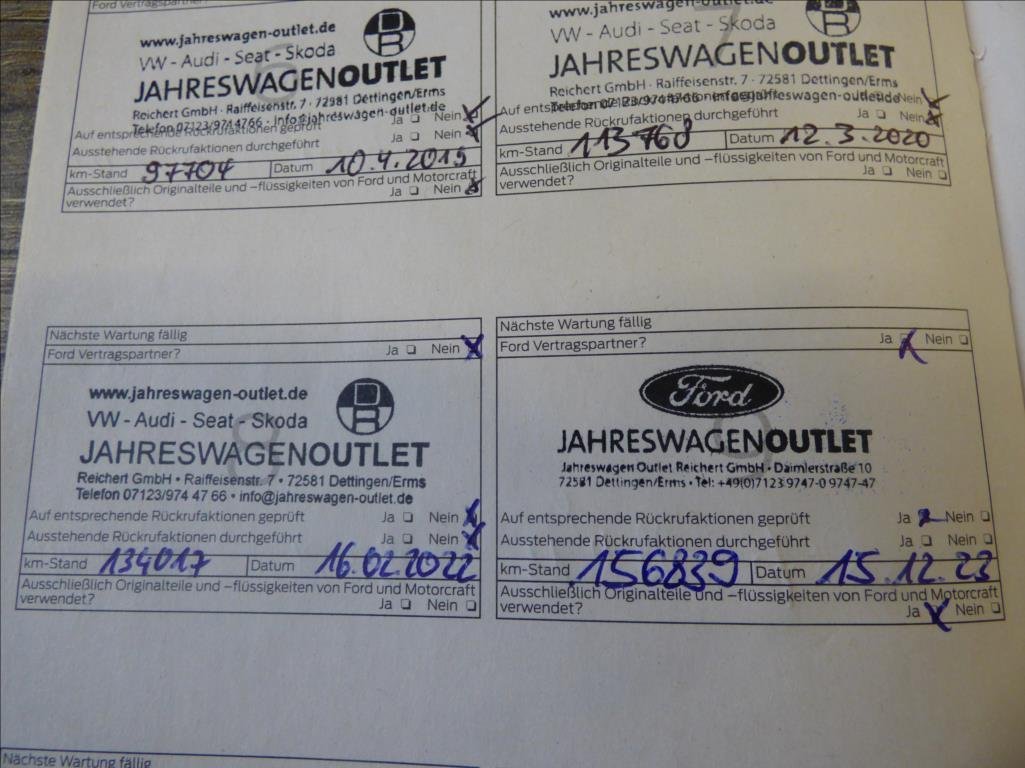 Ford Vertragspartner?
www.jahreswagen-outlet.de
VW - Audi - Seat - Skoda
JAHRESWAGENOUTLET
Reichert GmbH · Raiffeisenstr. 7 · 72581 Dettingen/Erms
Telefon 07123/9744766 · info@jahreswagen-outlet.de
Ja Nein
Auf entsprechende Rückrufaktionen geprüft Ja Nein
Ausstehende Rückrufaktionen durchgeführt
km-Stand 97704 Datum 10.4.2019
Ausschließlich Originalteile und –flüssigkeiten von Ford und Motorcraft
verwendet? Ja Nein
www.jahreswagen-outlet.de
VW - Audi - Seat - Skoda
JAHRESWAGENOUTLET
Reichert GmbH · Raiffeisenstr. 7 · 72581 Dettingen/Erms
Telefon 07123/9744766 info@jahreswagen-outlet.de Nein
Ausstehende Rückrufaktionen durchgeführt Ja Nein
km-Stand 113768 Datum 12.3.2020
Ausschließlich Originalteile und –flüssigkeiten von Ford und Motorcraft
verwendet? Ja Nein
Nächste Wartung fällig
Ford Vertragspartner? Ja Nein
www.jahreswagen-outlet.de
VW - Audi - Seat - Skoda
JAHRESWAGENOUTLET
Reichert GmbH • Raiffeisenstr. 7 • 72581 Dettingen/Erms
Telefon 07123/974 47 66 • info@jahreswagen-outlet.de
Auf entsprechende Rückrufaktionen geprüft Ja Nein
Ausstehende Rückrufaktionen durchgeführt Ja Nein
km-Stand 134017 Datum 16.02.2022
Ausschließlich Originalteile und –flüssigkeiten von Ford und Motorcraft
verwendet? Ja Nein
Nächste Wartung fällig
Ford Vertragspartner? Ja Nein
Ford
JAHRESWAGENOUTLET
Jahreswagen Outlet Reichert GmbH • Daimlerstraße 10
72581 Dettingen/Erms • Tel: +49(0)7123 9747-0 9747-47
Auf entsprechende Rückrufaktionen geprüft Ja Nein
Ausstehende Rückrufaktionen durchgeführt Ja Nein
km-Stand 156839 Datum 15.12.23
Ausschließlich Originalteile und –flüssigkeiten von Ford und Motorcraft
verwendet? Ja Nein
Nächste Wartung fällig